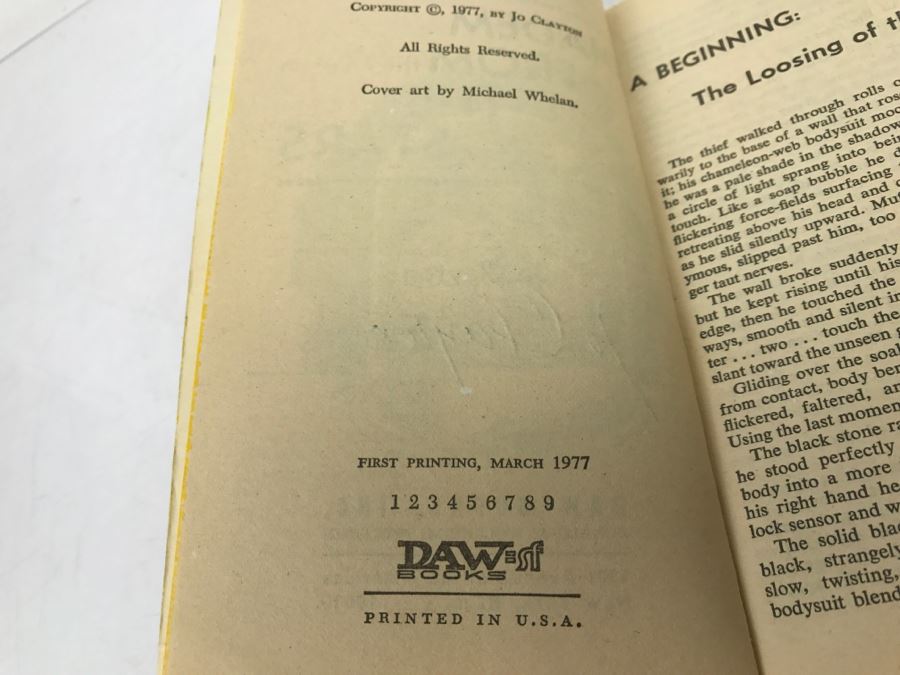 COPYRIGHT ©, 1977, BY JO CLAYTON
All Rights Reserved.
Cover art by Michael Whelan.
FIRST PRINTING, MARCH 1977
1 2 3 4 5 6 7 8 9
DAW=sf
BOOKS
PRINTED IN U.S.A.
A BEGINNING:
The Loosing of
The thief walked through rolls
warily to the base of a wall that
it; his chameleon-web bodysuit
he was a pale shade in the
a circle of light sprang into
touch. Like a soap bubble he
flickering force-fields surfacing
retreating above his head and
as he slid silently upward.
ymous, slipped past him, too
ger taut nerves.
The wall broke suddenly
but he kept rising until his
edge, then he touched the
ways, smooth and silent
ter . . . two . . . touch the
slant toward the unseen
Gliding over the
from contact, body
flickered, faltered,
Using the last
The black stone
he stood perfectly
body into a more
his right hand he
lock sensor and
The solid
black, strangely
slow, twisting,
bodysuit